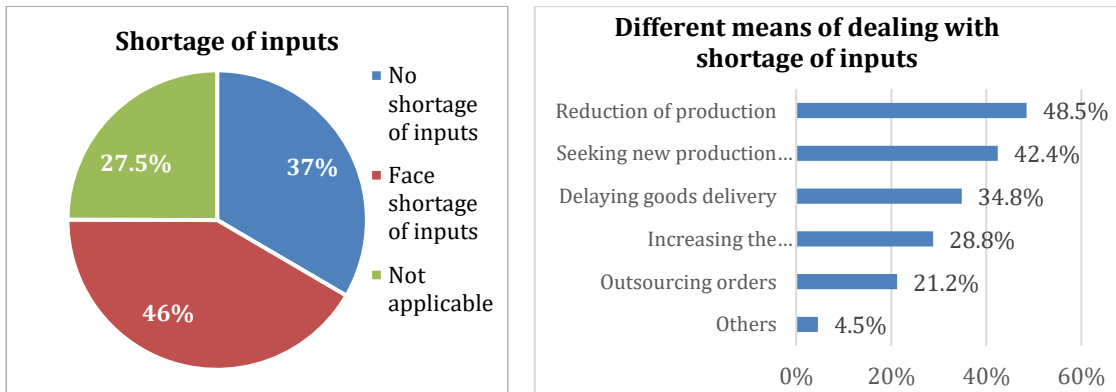 Shortage of inputs
No
shortage
of inputs
Face
shortage
of inputs
Not
applicable
27.5%
37%
46%
Different means of dealing with
shortage of inputs
Reduction of production
48.5%
Seeking new production...
42.4%
Delaying goods delivery
34.8%
Increasing the...
28.8%
Outsourcing orders
21.2%
Others
4.5%
0%
20%
40%
60%